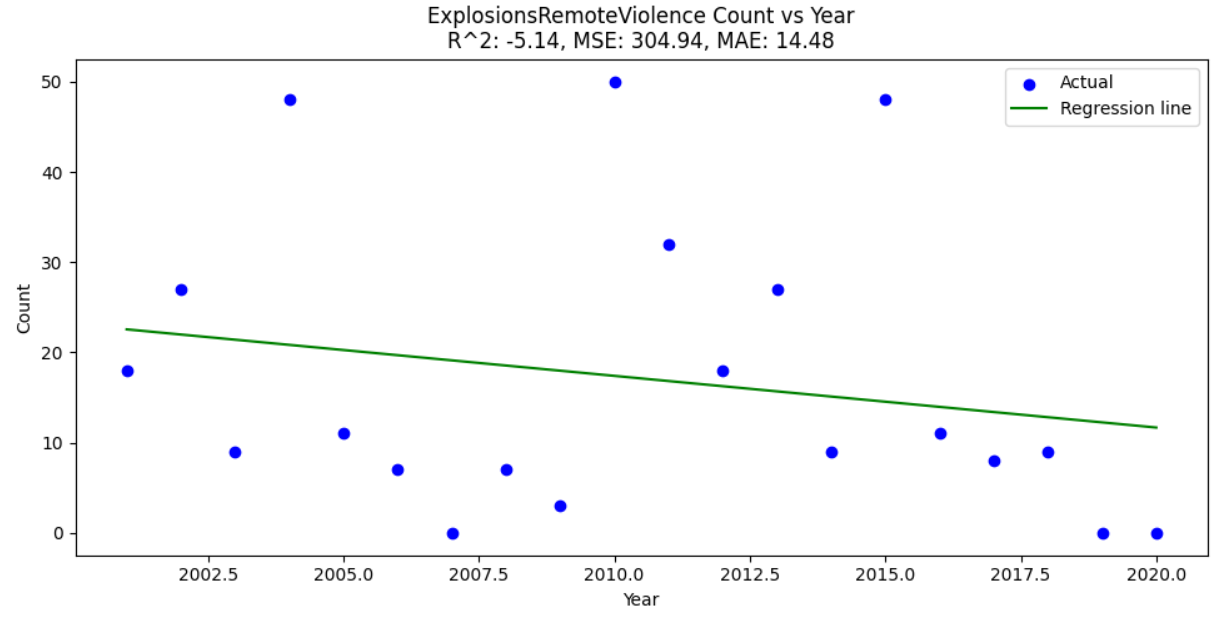 ExplosionsRemoteViolence Count vs Year
R^2: -5.14, MSE: 304.94, MAE: 14.48
Actual
Regression line
50
40
30
20
10
0
Count
2002.5 2005.0 2007.5 2010.0 2012.5 2015.0 2017.5 2020.0
Year